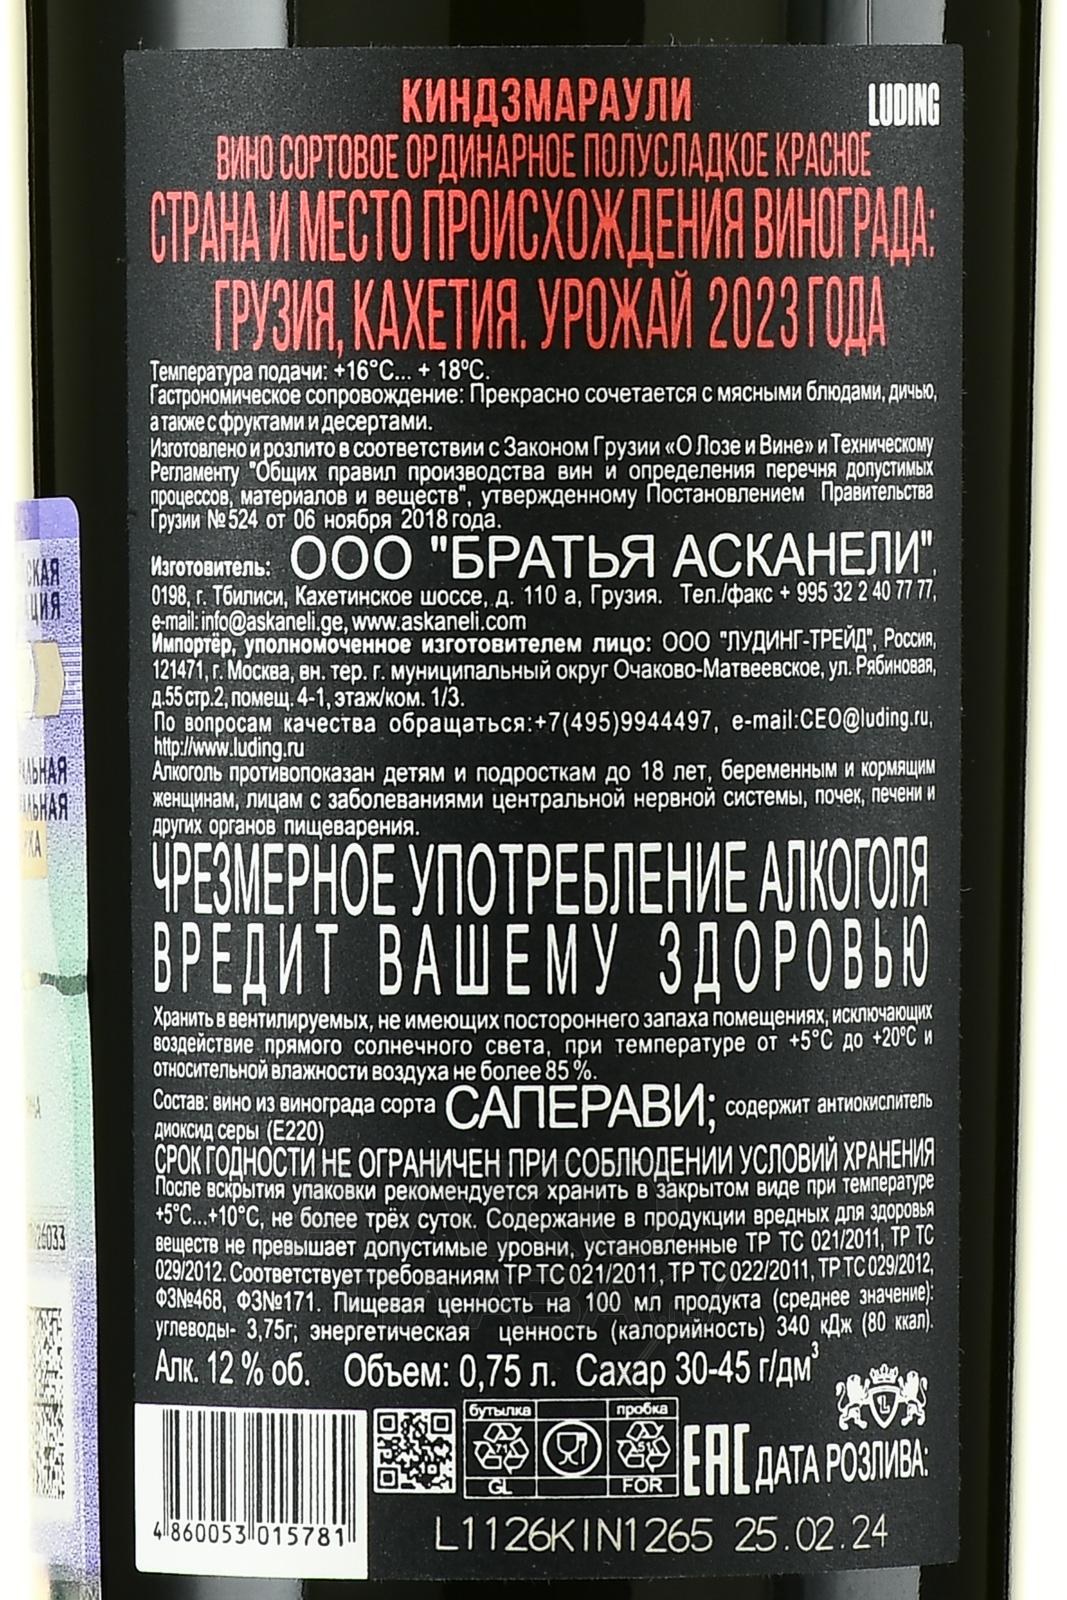 КИНДЗМАРАУЛИ
LUDING
ВИНО СОРТОВОЕ ОРДИНАРНОЕ ПОЛУСЛАДКОЕ КРАСНОЕ
СТРАНА И МЕСТО ПРОИСХОЖДЕНИЯ ВИНОГРАДА:
ГРУЗИЯ, КАХЕТИЯ. УРОЖАЙ 2023 ГОДА
Температура подачи: +16°C... + 18°C.
Гастрономическое сопровождение: Прекрасно сочетается с мясными блюдами, дичью,
а также с фруктами и десертами.
Изготовлено и розлито в соответствии с Законом Грузии «О Лозе и Вине» и Техническому
Регламенту "Общих правил производства вин и определения перечня допустимых
процессов, материалов и веществ", утвержденному Постановлением Правительства
Грузии №524 от 06 ноября 2018 года.
Изготовитель: ООО "БРАТЬЯ АСКАНЕЛИ",
0198, г. Тбилиси, Кахетинское шоссе, д. 110 а, Грузия. Тел./факс + 995 32 2 40 77 77,
e-mail: info@askaneli.ge, www.askaneli.com
Импортёр, уполномоченное изготовителем лицо: ООО "ЛУДИНГ-ТРЕЙД", Россия,
121471, г. Москва, вн. тер. г. муниципальный округ Очаково-Матвеевское, ул. Рябиновая,
д.55 стр.2, помещ. 4-1, этаж/ком. 1/3.
По вопросам качества обращаться:+7(495)9944497, e-mail:CEO@luding.ru,
http://www.luding.ru
Алкоголь противопоказан детям и подросткам до 18 лет, беременным и кормящим
женщинам, лицам с заболеваниями центральной нервной системы, почек, печени и
других органов пищеварения.
ЧРЕЗМЕРНОЕ УПОТРЕБЛЕНИЕ АЛКОГОЛЯ
ВРЕДИТ ВАШЕМУ ЗДОРОВЬЮ
Хранить в вентилируемых, не имеющих постороннего запаха помещениях, исключающих
воздействие прямого солнечного света, при температуре от +5°C до +20°C и
относительной влажности воздуха не более 85 %.
Состав: вино из винограда сорта САПЕРАВИ; содержит антиокислитель
диоксид серы (E220)
СРОК ГОДНОСТИ НЕ ОГРАНИЧЕН ПРИ СОБЛЮДЕНИИ УСЛОВИЙ ХРАНЕНИЯ
После вскрытия упаковки рекомендуется хранить в закрытом виде при температуре
+5°C...+10°C, не более трёх суток. Содержание в продукции вредных для здоровья
веществ не превышает допустимые уровни, установленные ТР ТС 021/2011, ТР ТС
029/2012. Соответствует требованиям ТР ТС 021/2011, ТР ТС 022/2011, ТР ТС 029/2012,
ФЗ№468, ФЗ№171. Пищевая ценность на 100 мл продукта (среднее значение):
углеводы- 3,75г; энергетическая ценность (калорийность) 340 кДж (80 ккал).
Алк. 12 % об. Объем: 0,75 л. Сахар 30-45 г/дм³
бутылка пробка
71 51
GL FOR
EAC
ДАТА РОЗЛИВА:
4 860053 015781
L1126KIN1265 25.02.24